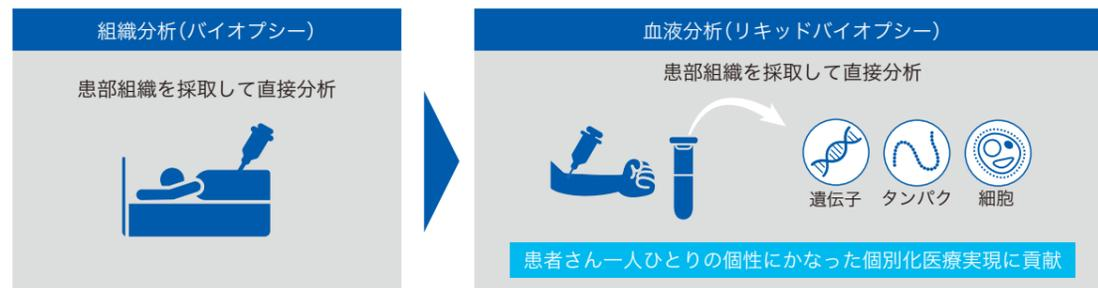 組織分析(バイオプシー)
患部組織を採取して直接分析
血液分析(リキッドバイオプシー)
患部組織を採取して直接分析
遺伝子 タンパク 細胞
患者さん一人ひとりの個性にかなった個別化医療実現に貢献